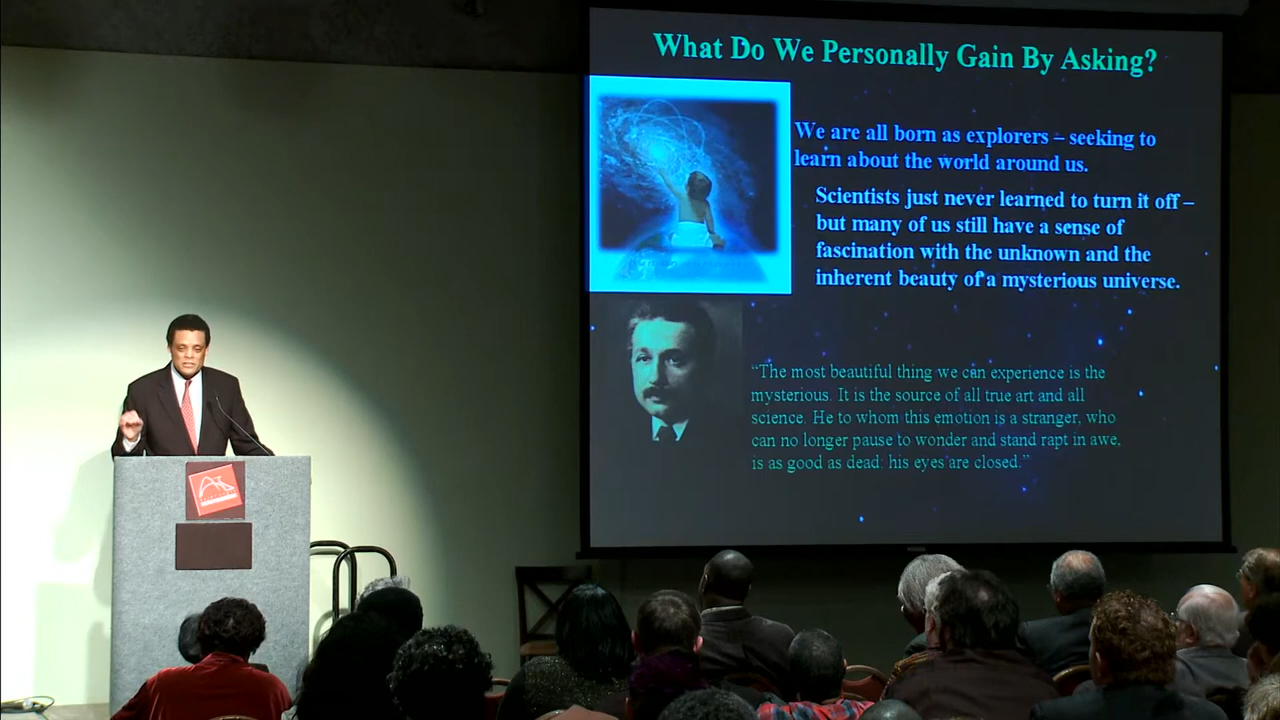 What Do We Personally Gain By Asking?
We are all born as explorers – seeking to
learn about the world around us.
Scientists just never learned to turn it off –
but many of us still have a sense of
fascination with the unknown and the
inherent beauty of a mysterious universe.
“The most beautiful thing we can experience is the
mysterious. It is the source of all true art and all
science. He to whom this emotion is a stranger, who
can no longer pause to wonder and stand rapt in awe,
is as good as dead: his eyes are closed.”